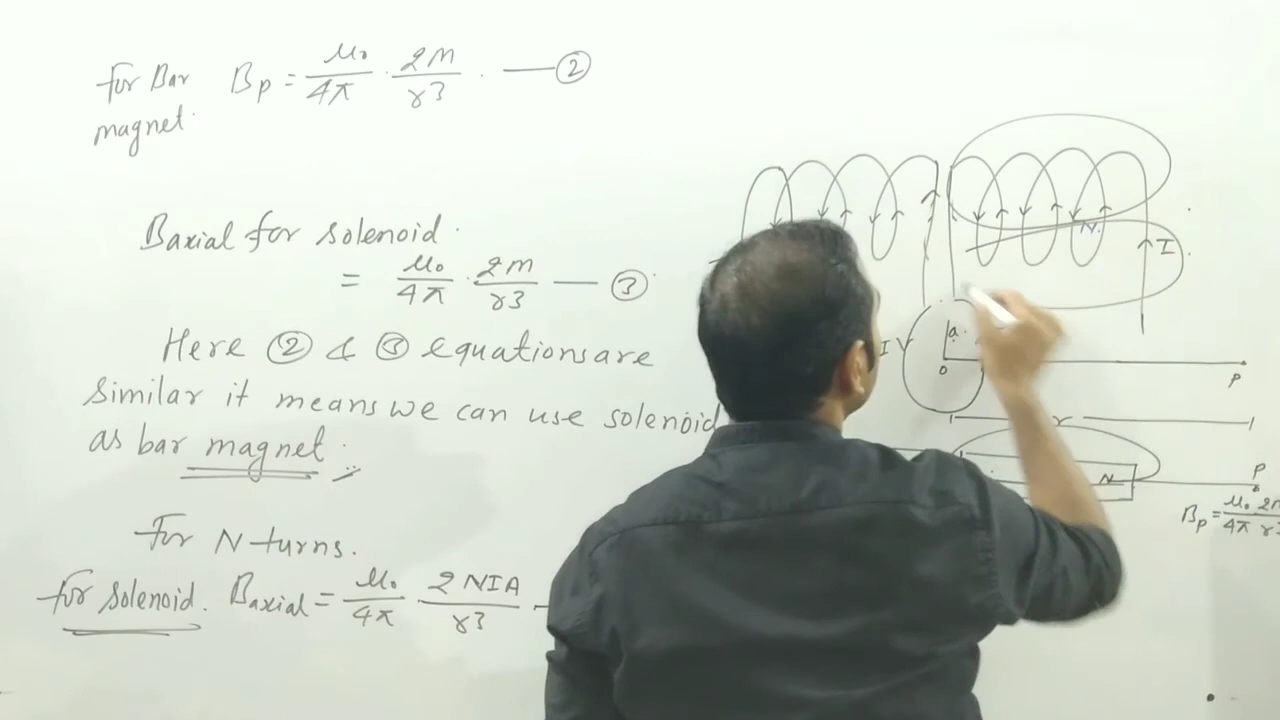 For Bar Bp = μ₀/4π · 2M/r3 · — ②
magnet.
Baxial for solenoid.
= μ₀/4π · 2m/r3 — ③
Here ② & ③ equations are
similar it means we can use solenoid
as bar magnet.
For N turns.
for solenoid. Baxial = μ₀/4π 2NIA/r3 —
N.
I
a.
I
O
P
r
N
P
Bp = μ₀/4π 2